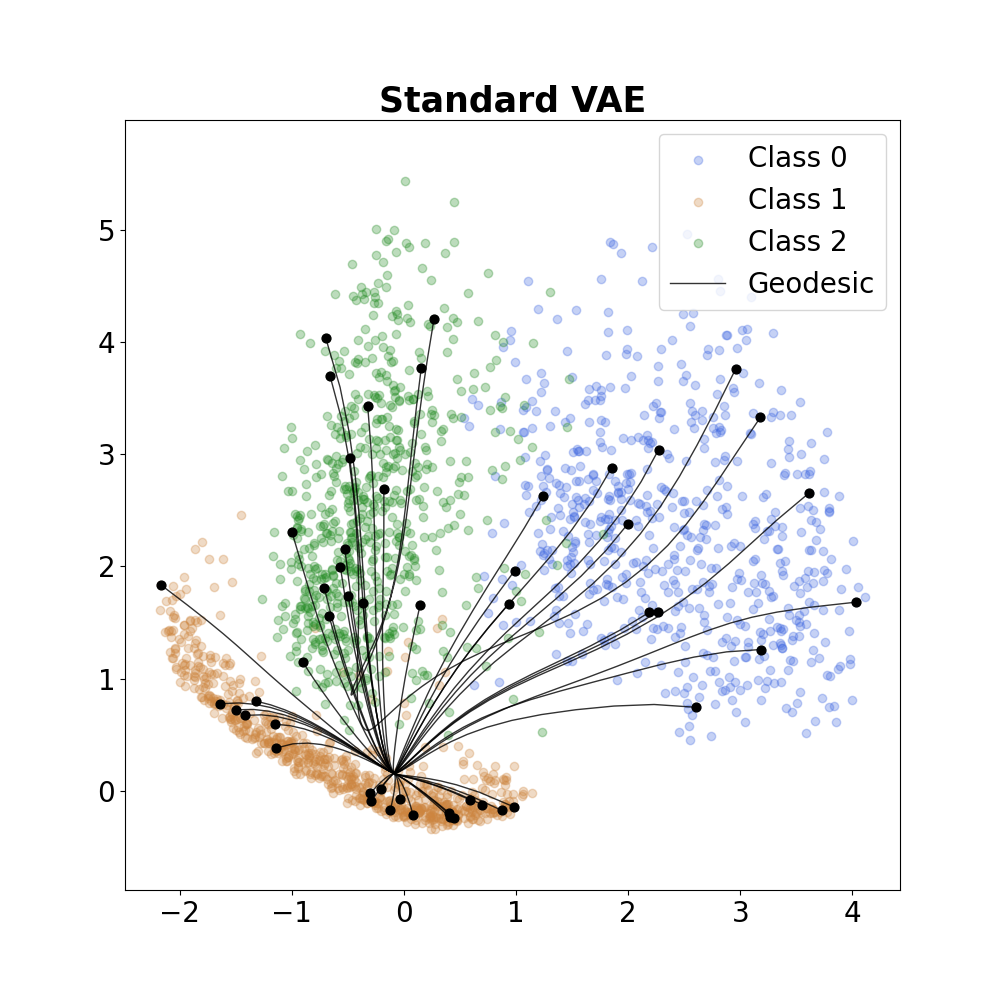 Standard VAE
Class 0
Class 1
Class 2
Geodesic
5
4
3
2
1
0
−2 −1 0 1 2 3 4